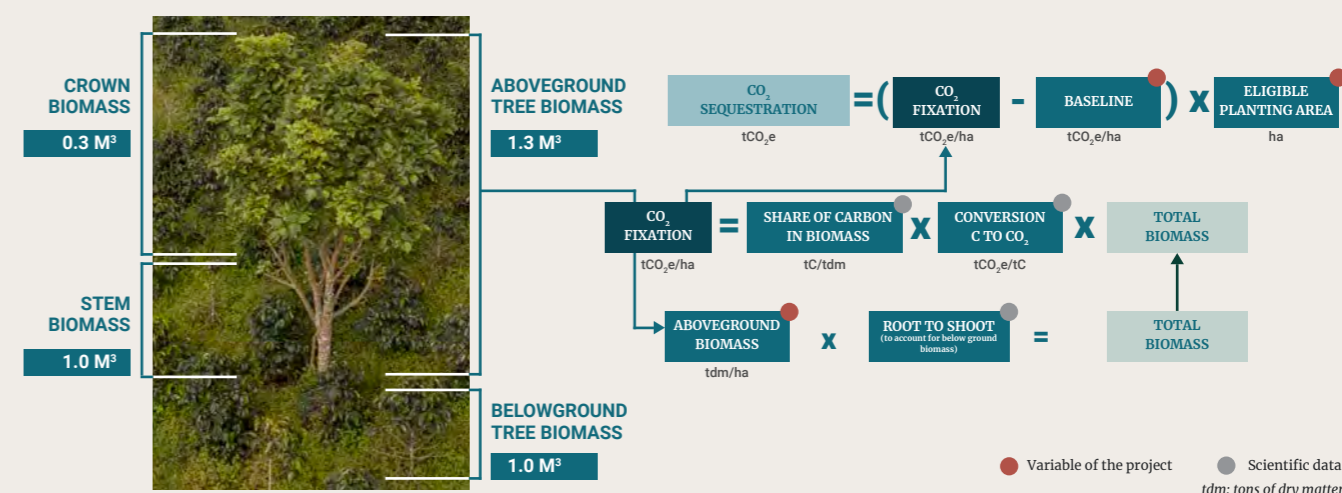 CROWN
BIOMASS
0.3 M³
STEM
BIOMASS
1.0 M³
ABOVEGROUND
TREE BIOMASS
1.3 M³
BELOWGROUND
TREE BIOMASS
1.0 M³
CO₂
SEQUESTRATION
tCO₂e
=(
CO₂
FIXATION
tCO₂e/ha
-
BASELINE
tCO₂e/ha
) x
ELIGIBLE
PLANTING AREA
ha
CO₂
FIXATION
tCO₂e/ha
=
SHARE OF CARBON
IN BIOMASS
tC/tdm
x
CONVERSION
C TO CO₂
tCO₂e/tC
x
TOTAL
BIOMASS
ABOVEGROUND
BIOMASS
tdm/ha
x
ROOT TO SHOOT
(to account for below ground
biomass)
=
TOTAL
BIOMASS
Variable of the project
Scientific data
tdm: tons of dry matter